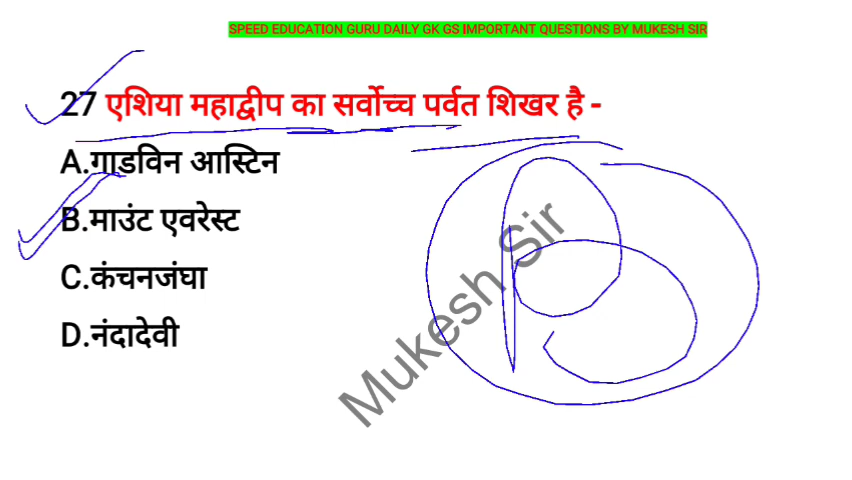 SPEED EDUCATION GURU DAILY GK GS IMPORTANT QUESTIONS BY MUKESH SIR
27 एशिया महाद्वीप का सर्वोच्च पर्वत शिखर है -
A.गाडविन आस्टिन
B.माउंट एवरेस्ट
C.कंचनजंघा
D.नंदादेवी
Mukesh Sir
B